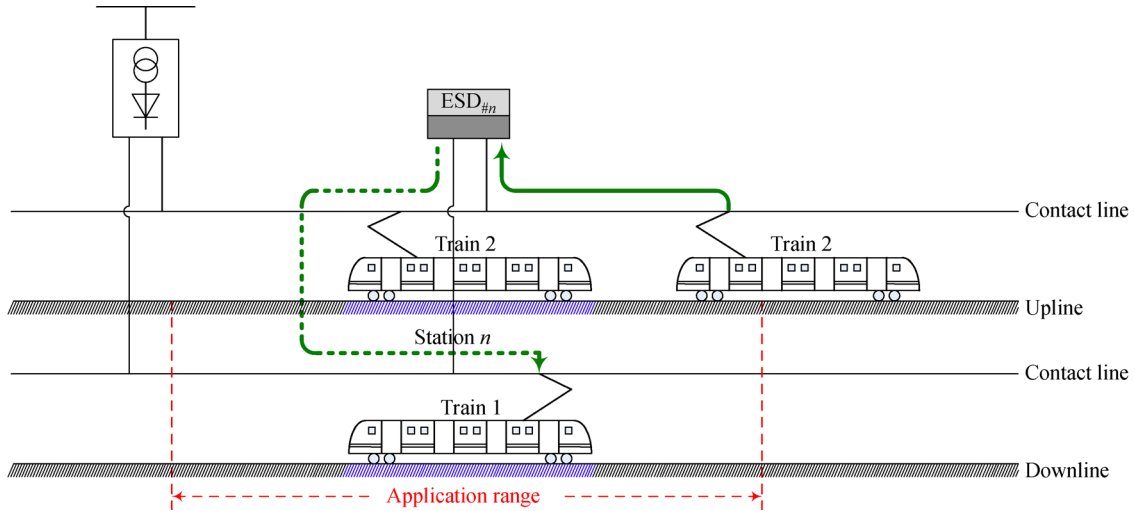 ESD#n
Contact line
Train 2
Train 2
Upline
Station n
Contact line
Train 1
Downline
Application range